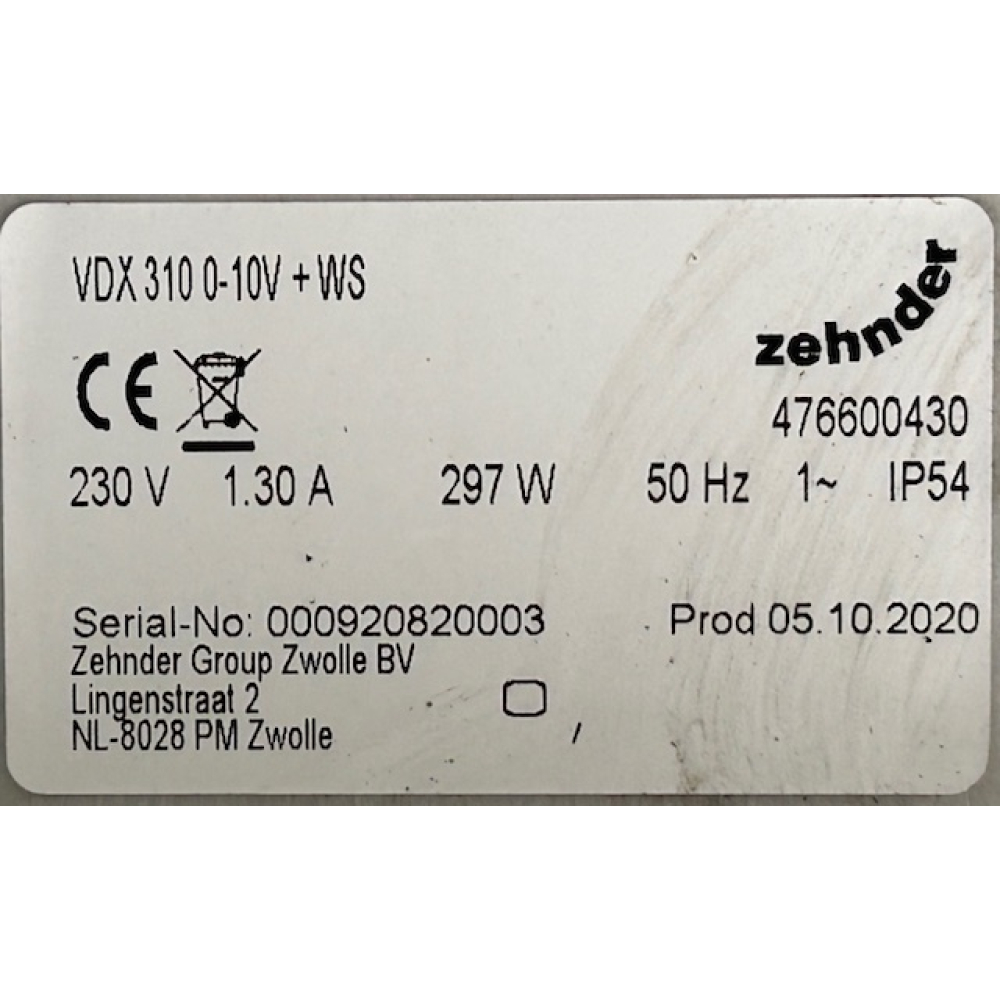 VDX 310 0-10V + WS
zehnder
CE
476600430
230 V 1.30 A 297 W 50 Hz 1~ IP54
Serial-No: 000920820003 Prod 05.10.2020
Zehnder Group Zwolle BV
Lingenstraat 2
NL-8028 PM Zwolle
/